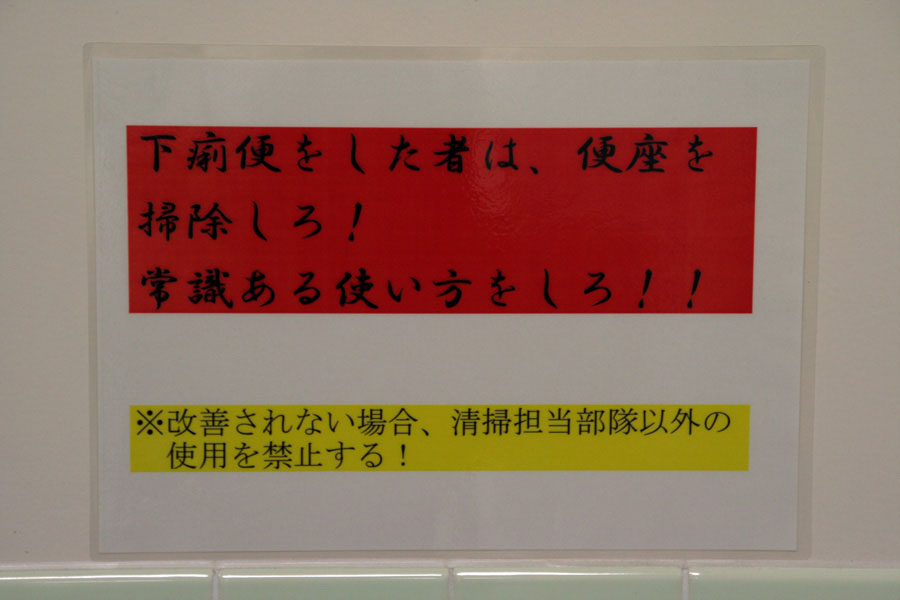 下痢便をした者は、便座を
掃除しろ!
常識ある使い方をしろ!!
※改善されない場合、清掃担当部隊以外の
使用を禁止する!